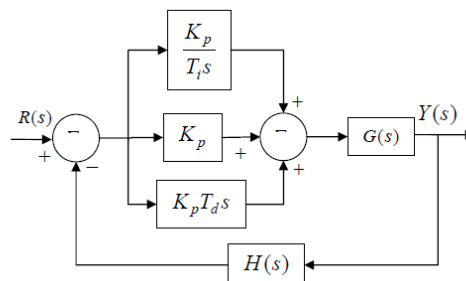 K_p
T_i s
R(s)
+
−
−
K_p
+
+
−
+
G(s)
Y(s)
K_p T_d s
H(s)